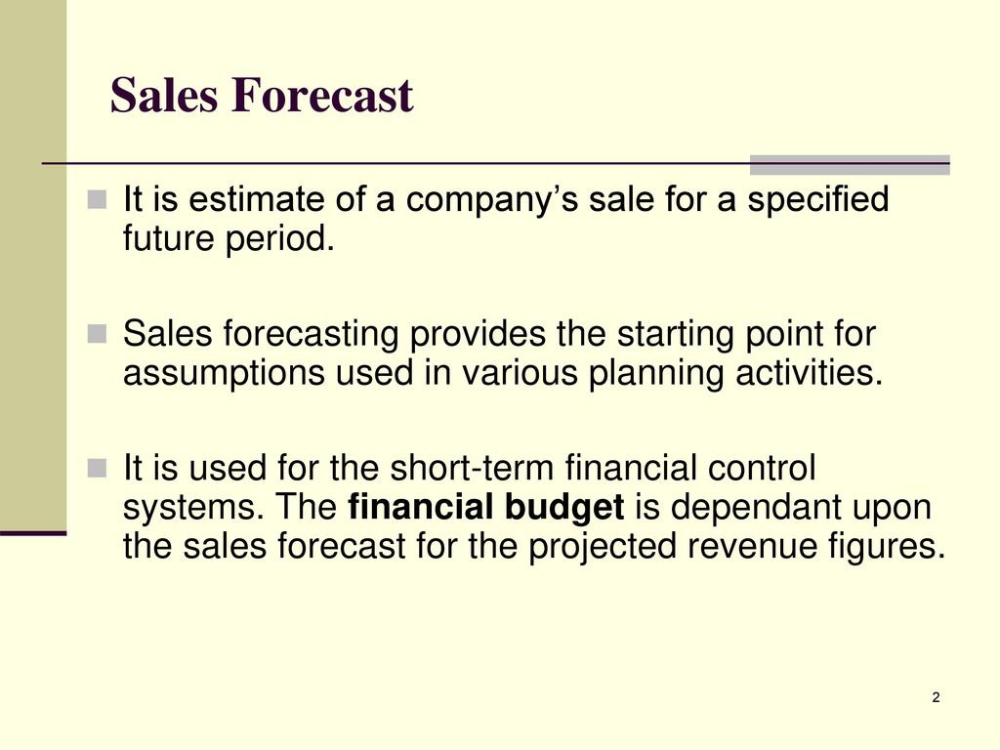 Sales Forecast
It is estimate of a company’s sale for a specified
future period.
Sales forecasting provides the starting point for
assumptions used in various planning activities.
It is used for the short-term financial control
systems. The financial budget is dependant upon
the sales forecast for the projected revenue figures.
2